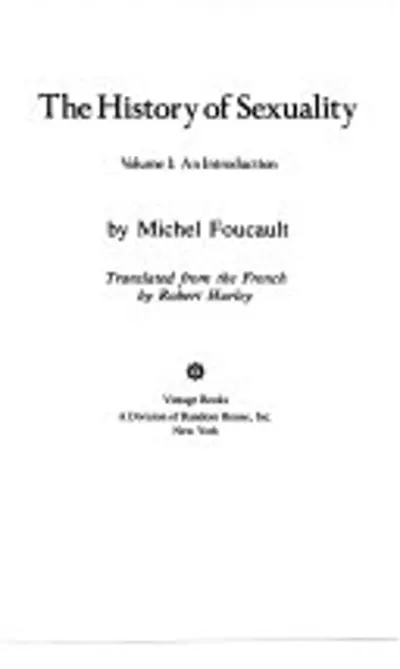 The History of Sexuality
Volume I: An Introduction
by Michel Foucault
Translated from the French
by Robert Hurley
Vintage Books
A Division of Random House, Inc.
New York